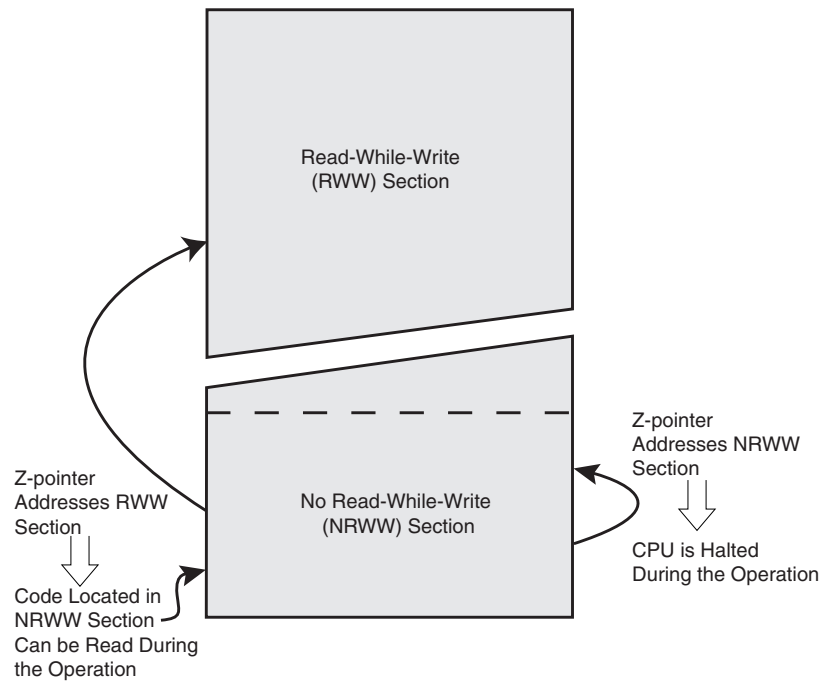 Read-While-Write
(RWW) Section
Z-pointer
Addresses NRWW
Section
Z-pointer
Addresses RWW
Section
No Read-While-Write
(NRWW) Section
CPU is Halted
During the Operation
Code Located in
NRWW Section
Can be Read During
the Operation